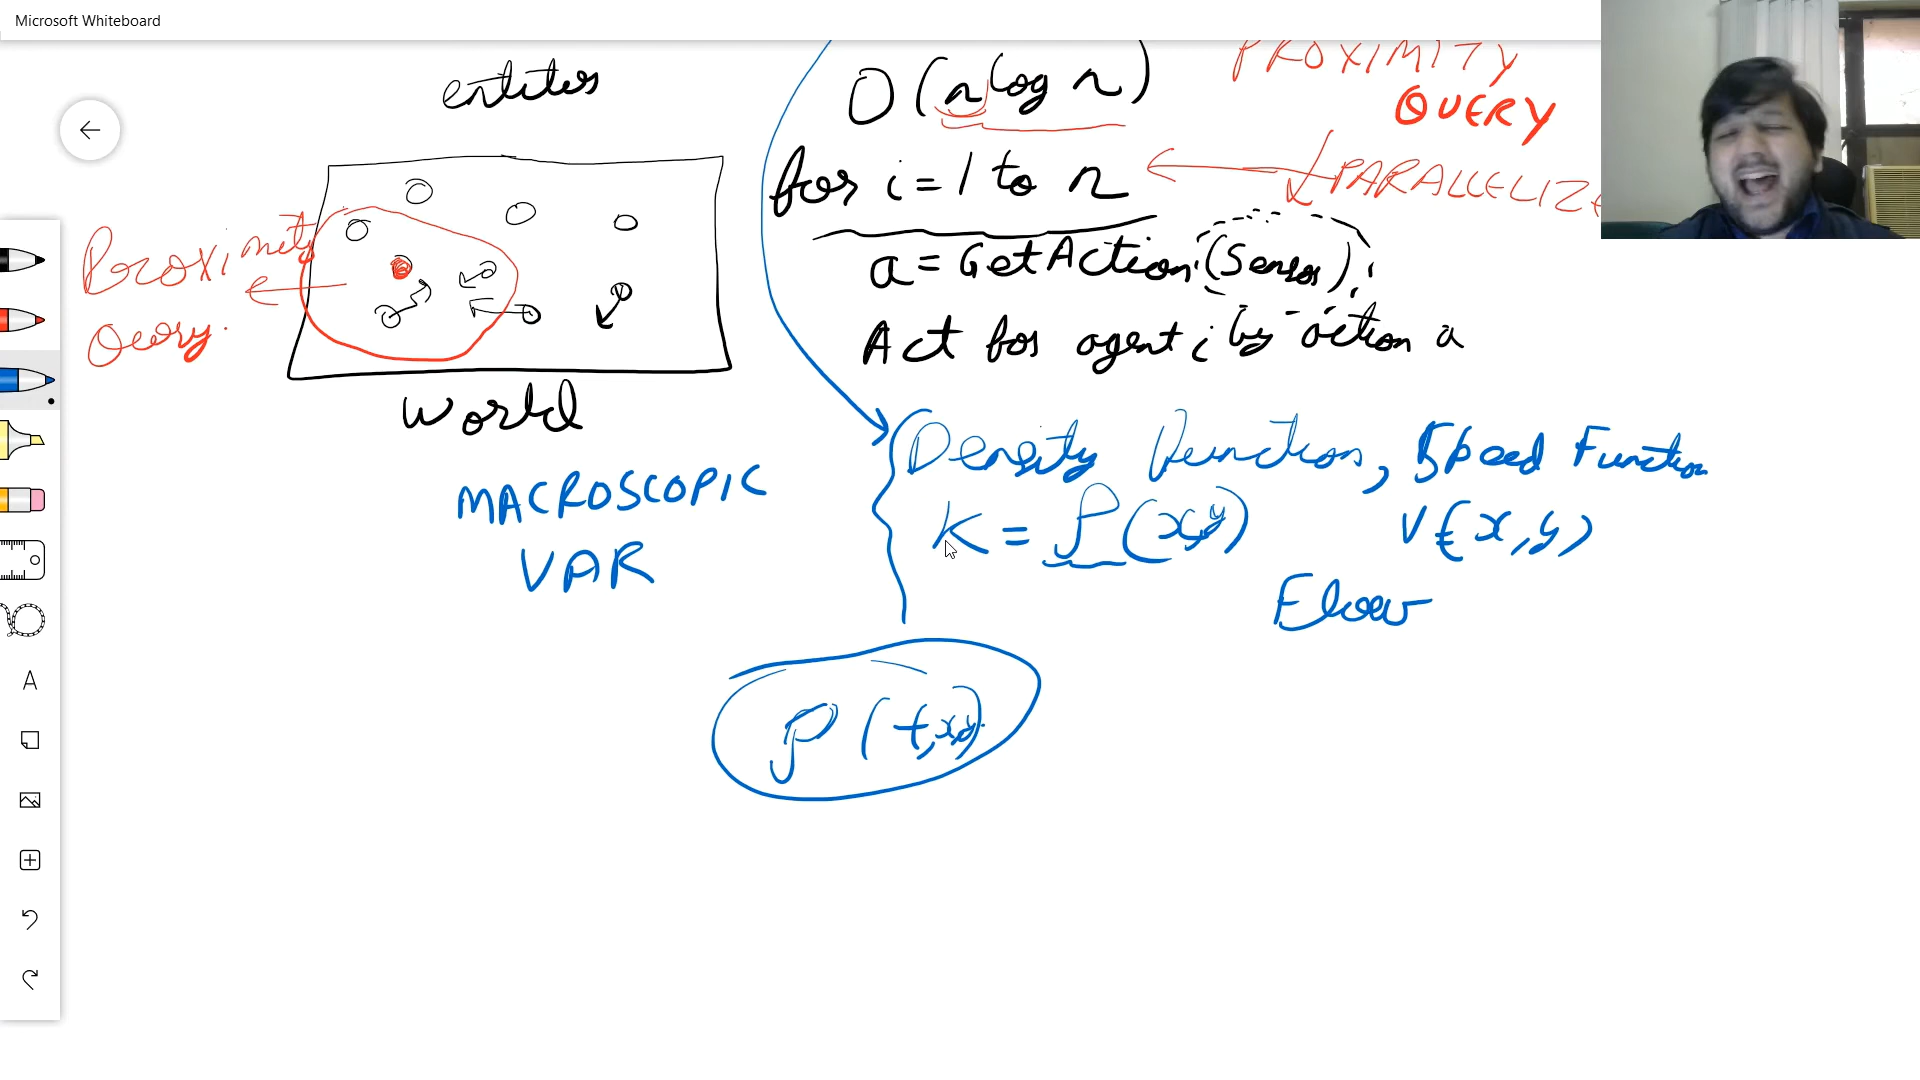 Microsoft Whiteboard
entites
Proximity
Query.
World
MACROSCOPIC
VAR
O(n log n)
PROXIMITY
QUERY
for i = 1 to n
PARALLELIZE
a = GetAction (Sensor);
Act for agent i by action a
Density Function, Speed Function
K = ρ(x,y)
V(x,y)
Flow
ρ(t,x,y)
A